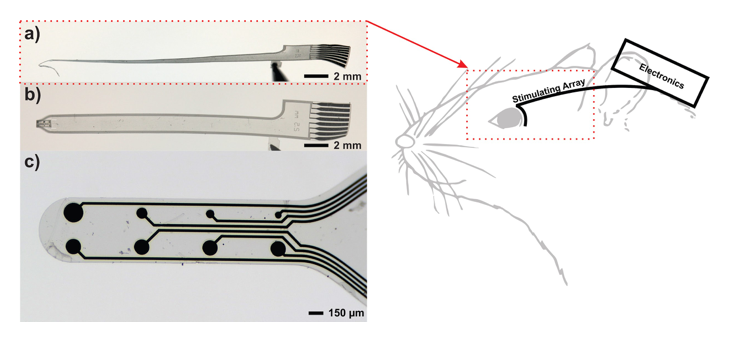 a)
2 mm
b)
2 mm
c)
150 µm
Stimulating Array
Electronics